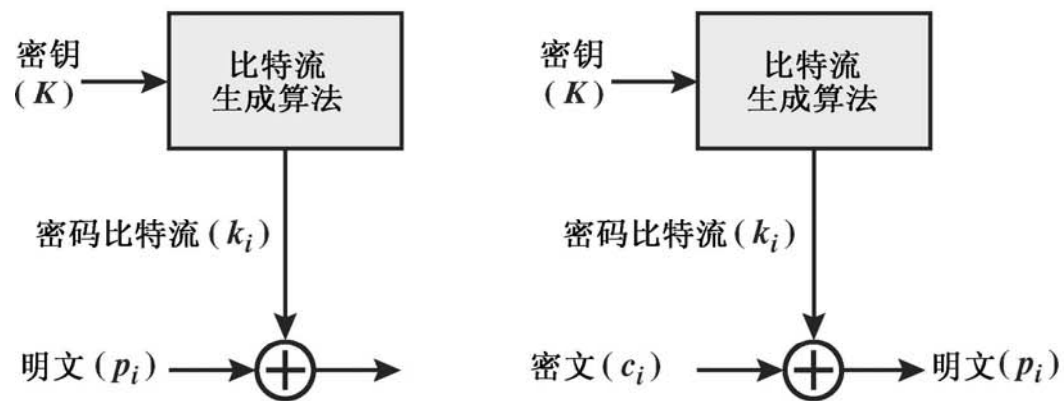 密钥
(K)
比特流
生成算法
密码比特流(kᵢ)
明文(pᵢ)
密钥
(K)
比特流
生成算法
密码比特流(kᵢ)
密文(cᵢ)
明文(pᵢ)